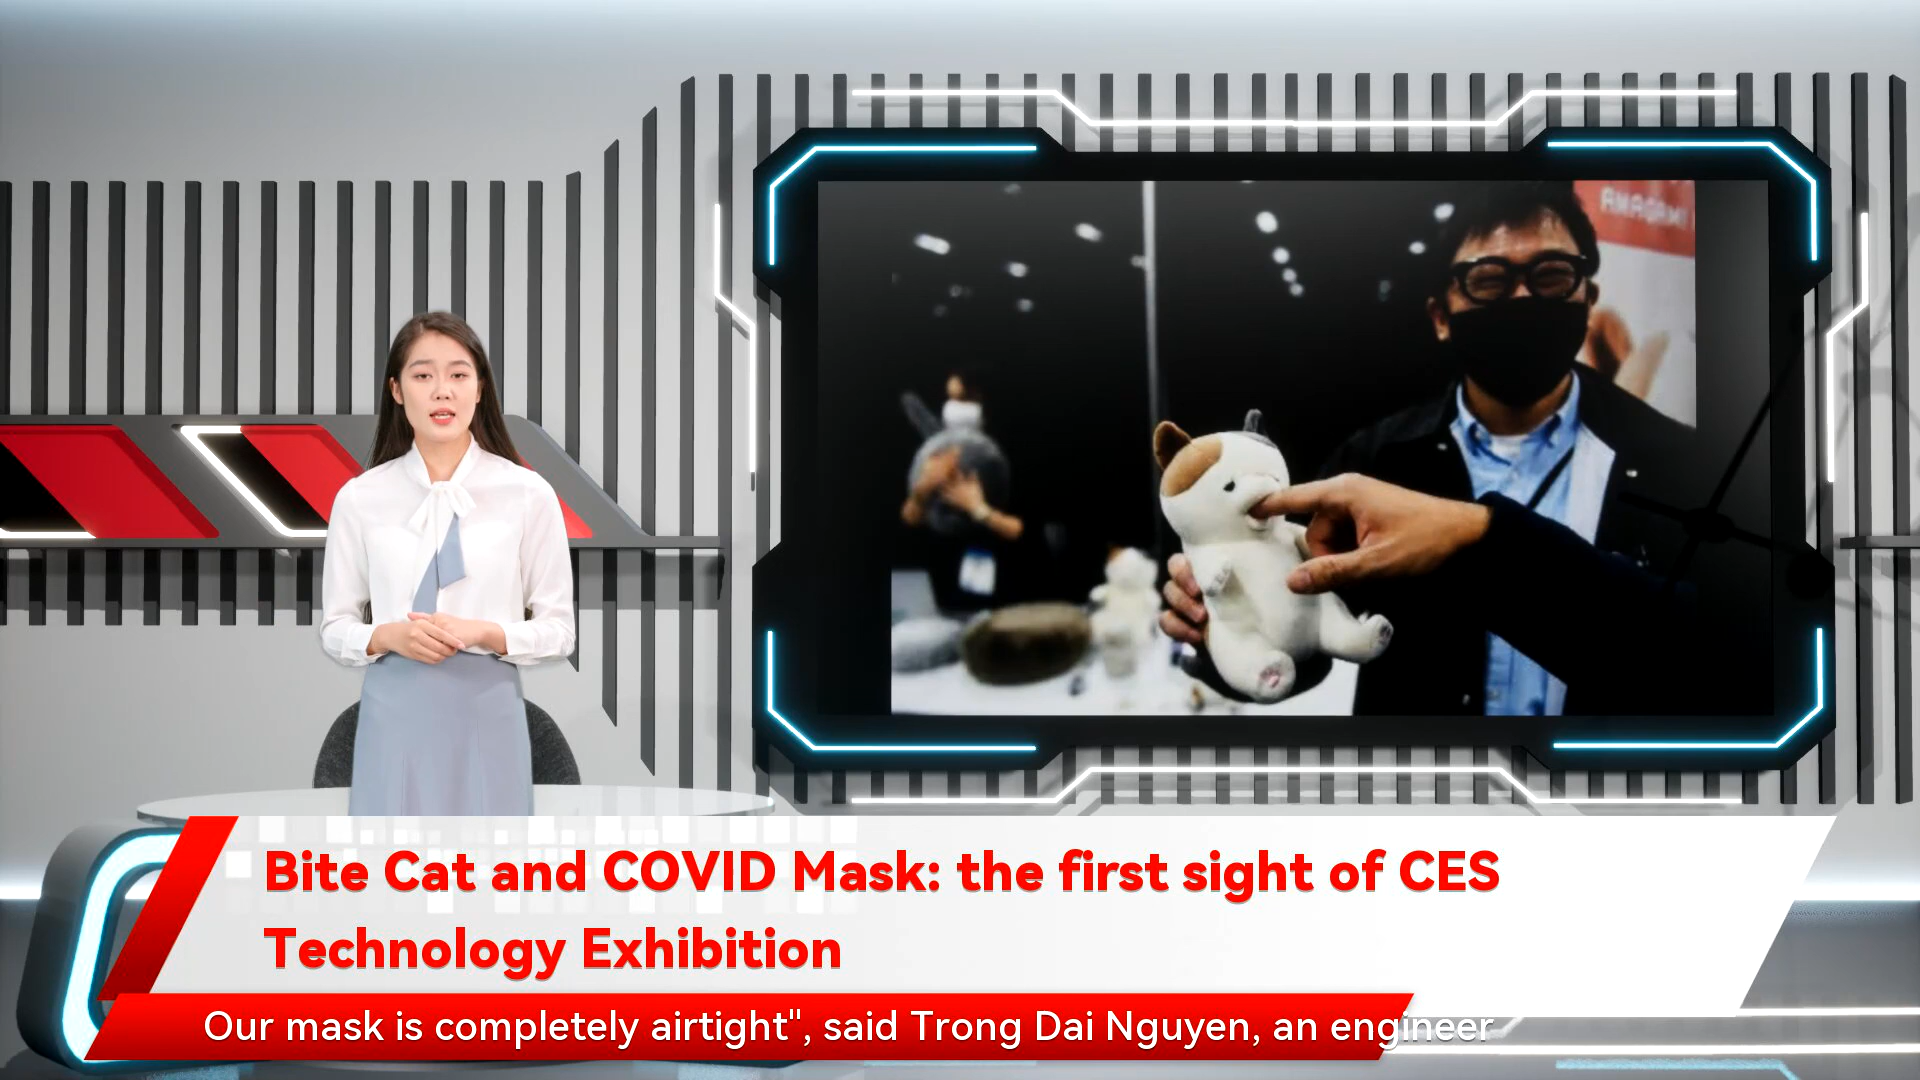 AMAGAMI
Bite Cat and COVID Mask: the first sight of CES
Technology Exhibition
Our mask is completely airtight", said Trong Dai Nguyen, an engineer